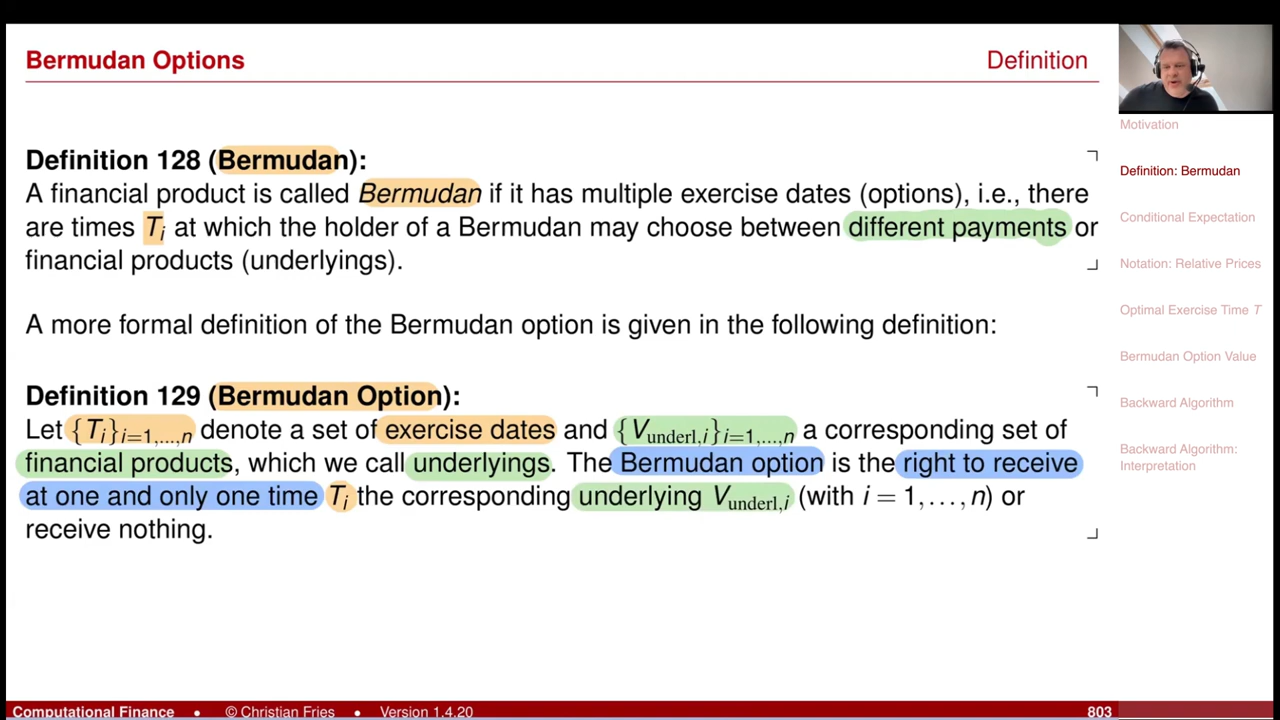 Bermudan Options
Definition
Definition 128 (Bermudan):
A financial product is called Bermudan if it has multiple exercise dates (options), i.e., there
are times Tᵢ at which the holder of a Bermudan may choose between different payments or
financial products (underlyings).
A more formal definition of the Bermudan option is given in the following definition:
Definition 129 (Bermudan Option):
Let {Tᵢ}ᵢ₌₁,…,ₙ denote a set of exercise dates and {V_underl,i}ᵢ₌₁,…,ₙ a corresponding set of
financial products, which we call underlyings. The Bermudan option is the right to receive
at one and only one time Tᵢ the corresponding underlying V_underl,i (with i = 1,…,n) or
receive nothing.
Motivation
Definition: Bermudan
Conditional Expectation
Notation: Relative Prices
Optimal Exercise Time T
Bermudan Option Value
Backward Algorithm
Backward Algorithm:
Interpretation
Computational Finance • © Christian Fries • Version 1.4.20
803